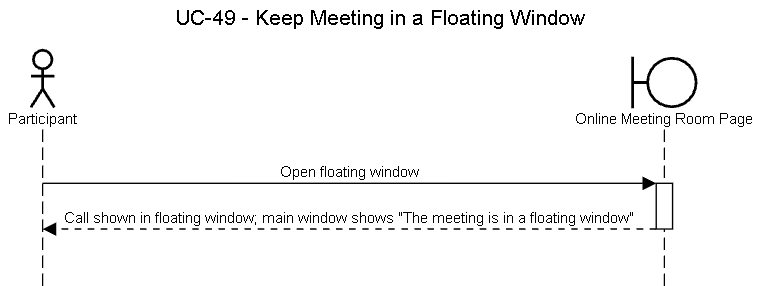 UC-49 - Keep Meeting in a Floating Window
Participant
Online Meeting Room Page
Open floating window
Call shown in floating window; main window shows "The meeting is in a floating window"